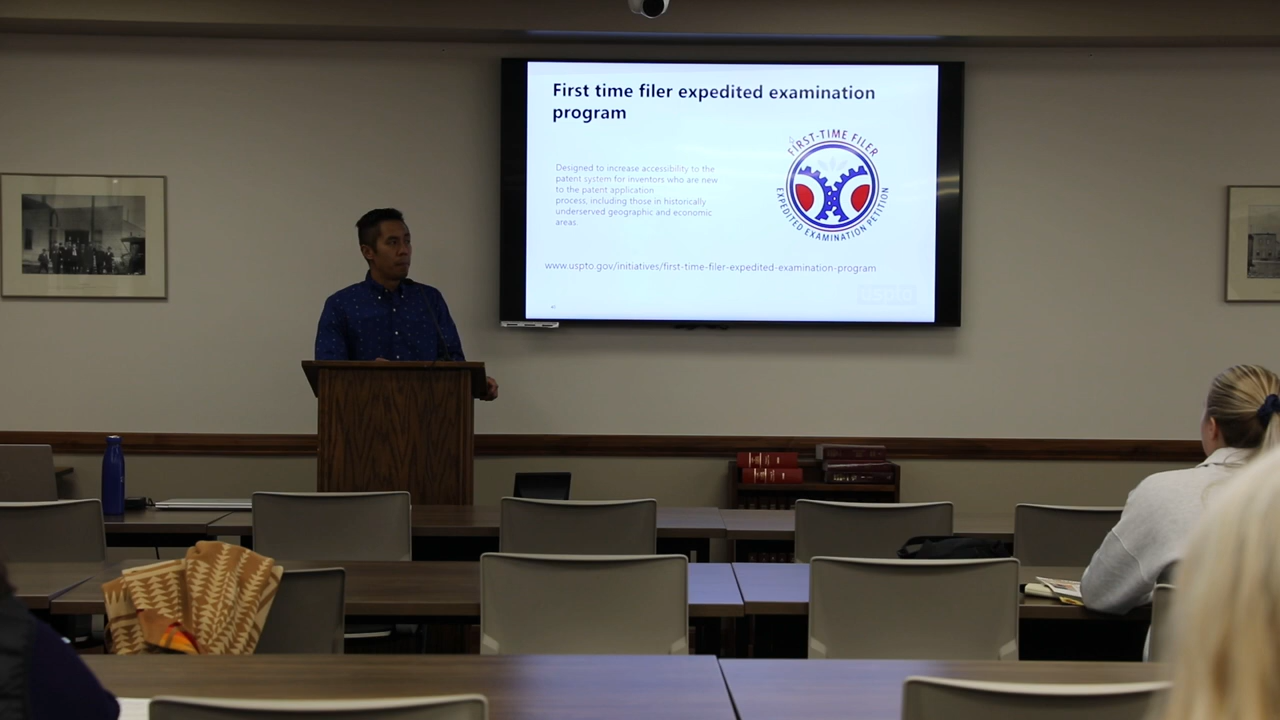 First time filer expedited examination
program
FIRST-TIME FILER
EXPEDITED EXAMINATION PETITION
Designed to increase accessibility to the
patent system for inventors who are new
to the patent application
process, including those in historically
underserved geographic and economic
areas.
www.uspto.gov/initiatives/first-time-filer-expedited-examination-program
uspto